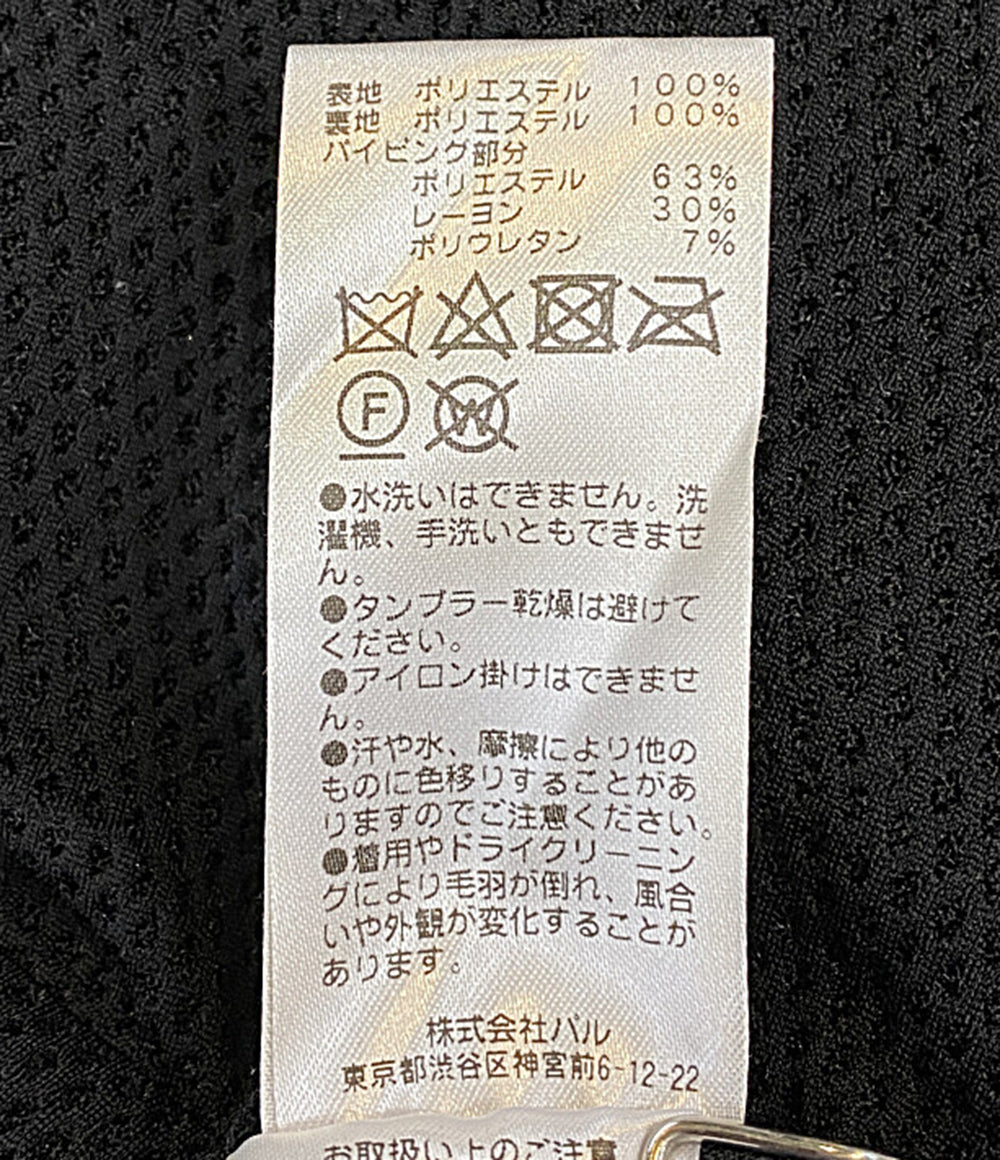 表地 ポリエステル 100%
裏地 ポリエステル 100%
パイピング部分
ポリエステル 63%
レーヨン 30%
ポリウレタン 7%
F W
●水洗いはできません。洗
濯機、手洗いともできませ
ん。
●タンブラー乾燥は避けて
ください。
●アイロン掛けはできませ
ん。
●汗や水、摩擦により他の
ものに色移りすることがあ
りますのでご注意ください。
●着用やドライクリーニン
グにより毛羽が倒れ、風合
いや外観が変化することが
あります。
株式会社パル
東京都渋谷区神宮前6-12-22
お取扱い上のご注意